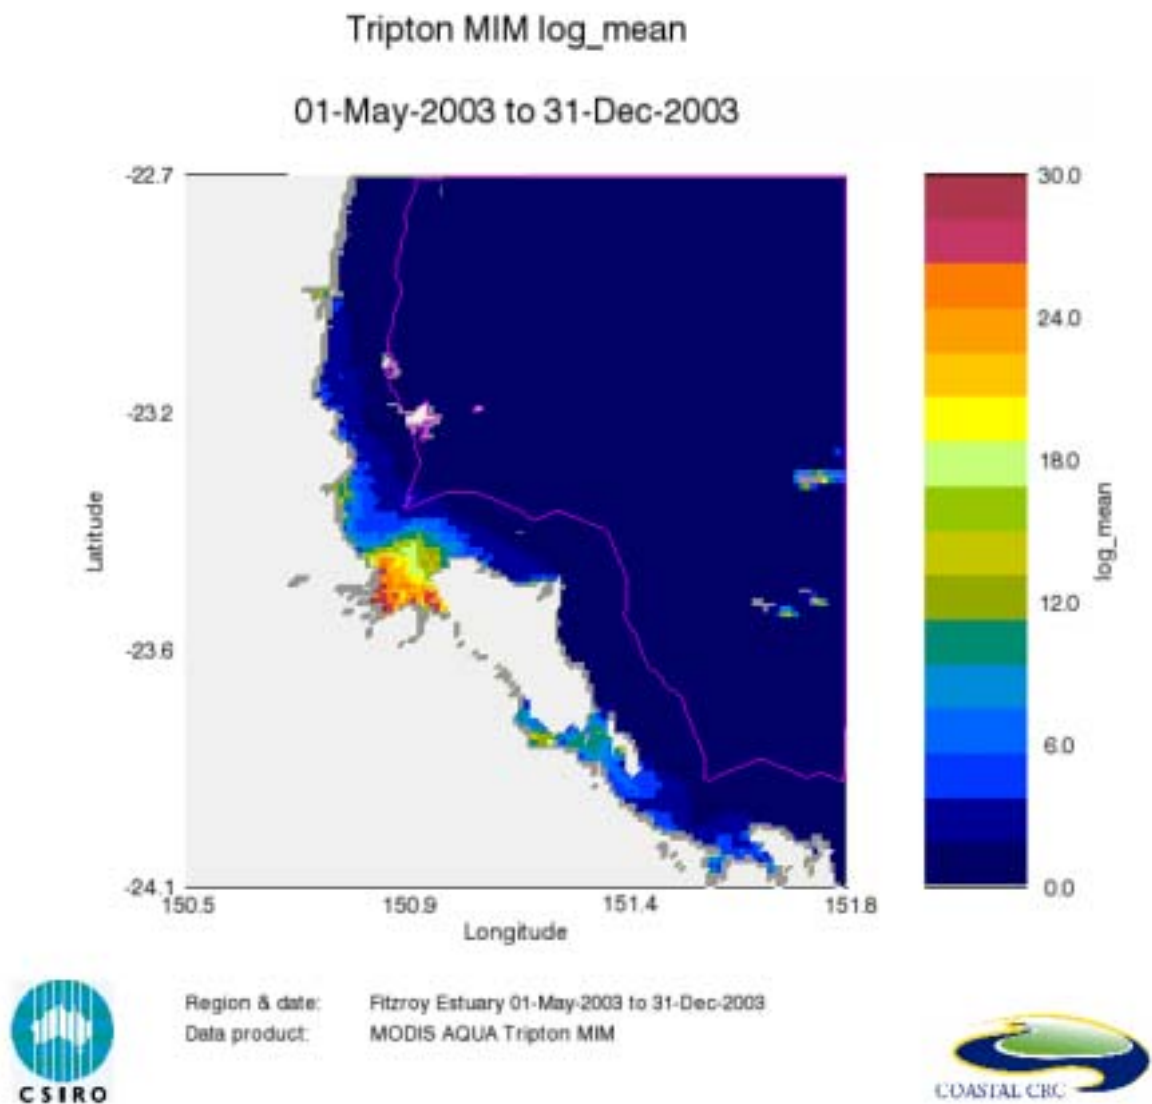 Tripton MIM log_mean
01-May-2003 to 31-Dec-2003
-22.7
-23.2
-23.6
-24.1
Latitude
150.5
150.9
151.4
151.8
Longitude
30.0
24.0
18.0
12.0
6.0
0.0
log_mean
Region & date: Fitzroy Estuary 01-May-2003 to 31-Dec-2003
Data product: MODIS AQUA Tripton MIM
CSIRO
COASTAL CRC